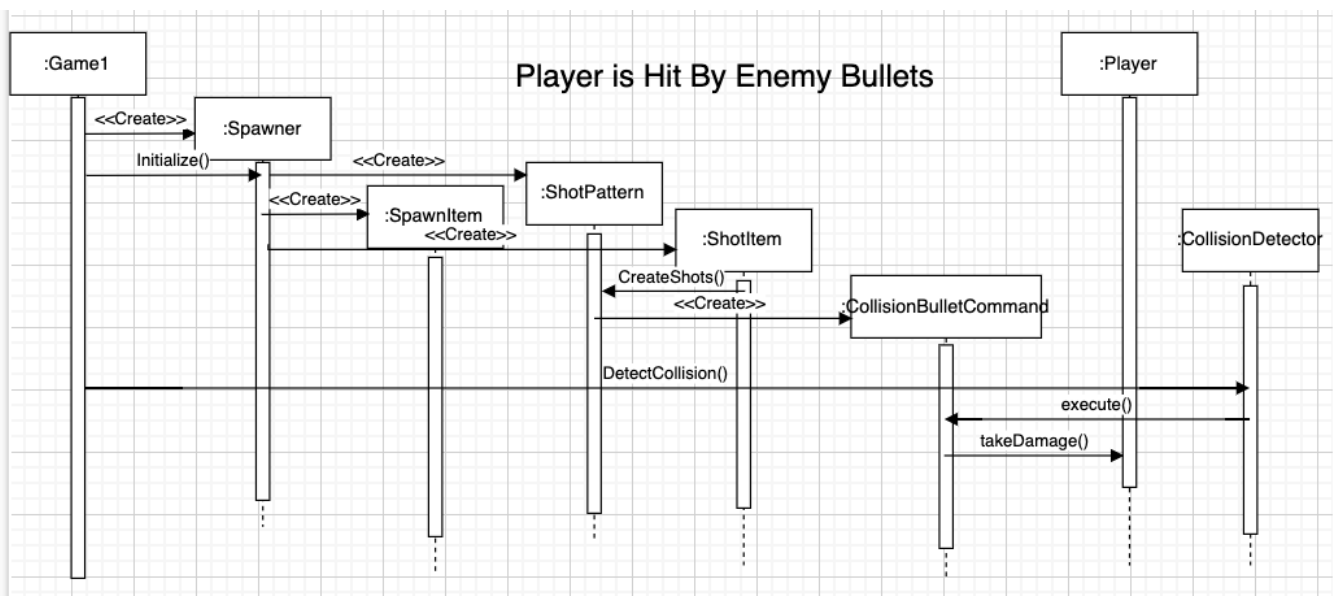 :Game1
:Player
Player is Hit By Enemy Bullets
<<Create>>
:Spawner
Initialize()
<<Create>>
:ShotPattern
<<Create>>
:SpawnItem
<<Create>>
:ShotItem
:CollisionDetector
CreateShots()
<<Create>>
:CollisionBulletCommand
DetectCollision()
execute()
takeDamage()